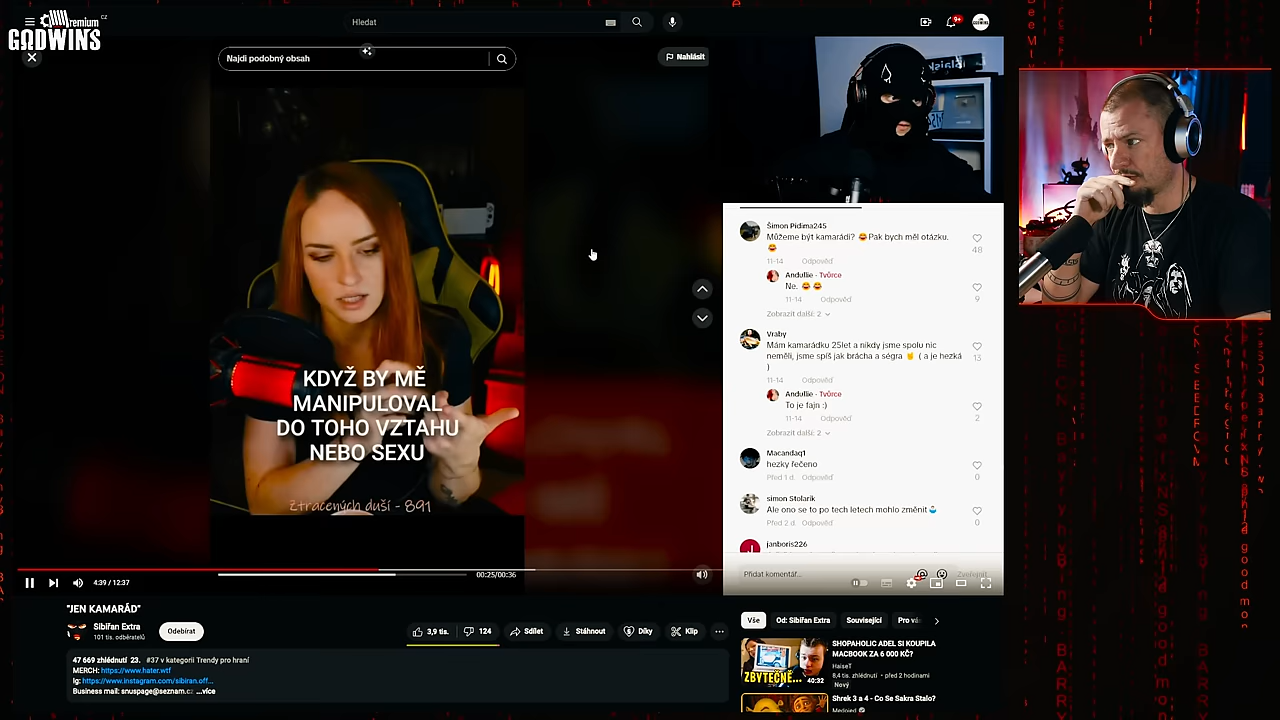 Premium CZ
GODWINS
Hledat
9+
Najdi podobný obsah
Nahlásit
KDYŽ BY MĚ
MANIPULOVAL
DO TOHO VZTAHU
NEBO SEXU
Ztracených duší - 891
00:25/00:36
4:39 / 12:37
Šimon Pidima245
Můžeme být kamarádi? 😂Pak bych měl otázku.
😂
11-14 Odpověď
48
Andullie · Tvůrce
Ne. 😂 😂
11-14 Odpověď
9
Zobrazit další: 2
Vraby
Mám kamarádku 25let a nikdy jsme spolu nic
neměli, jsme spíš jak brácha a ségra 🤘 ( a je hezká
)
11-14 Odpověď
13
Andullie · Tvůrce
To je fajn :)
11-14 Odpověď
2
Zobrazit další: 2
Macandaq1
hezky řečeno
Před 1 d. Odpověď
0
simon Stolarik
Ale ono se to po tech letech mohlo změnit
Před 2 d. Odpověď
0
janboris226
Přidat komentář...
Zveřejnit
"JEN KAMARÁD"
Sibiřan Extra
101 tis. odběratelů
Odebírat
3,9 tis.
124
Sdílet
Stáhnout
Díky
Klip
47 669 zhlédnutí 23. #37 v kategorii Trendy pro hraní
MERCH: https://www.hater.wtf
Ig: https://www.instagram.com/sibiran.off...
Business mail: snuspage@seznam.cz ...více
Vše
Od: Sibiřan Extra
Související
Pro vás
SHOPAHOLIC ADEL SI KOUPILA
MACBOOK ZA 6 000 KČ?
HaiseT
8,4 tis. zhlédnutí • před 2 hodinami
Nový
ZBYTEČNÉ...
40:32
Shrek 3 a 4 - Co Se Sakra Stalo?
Medojed